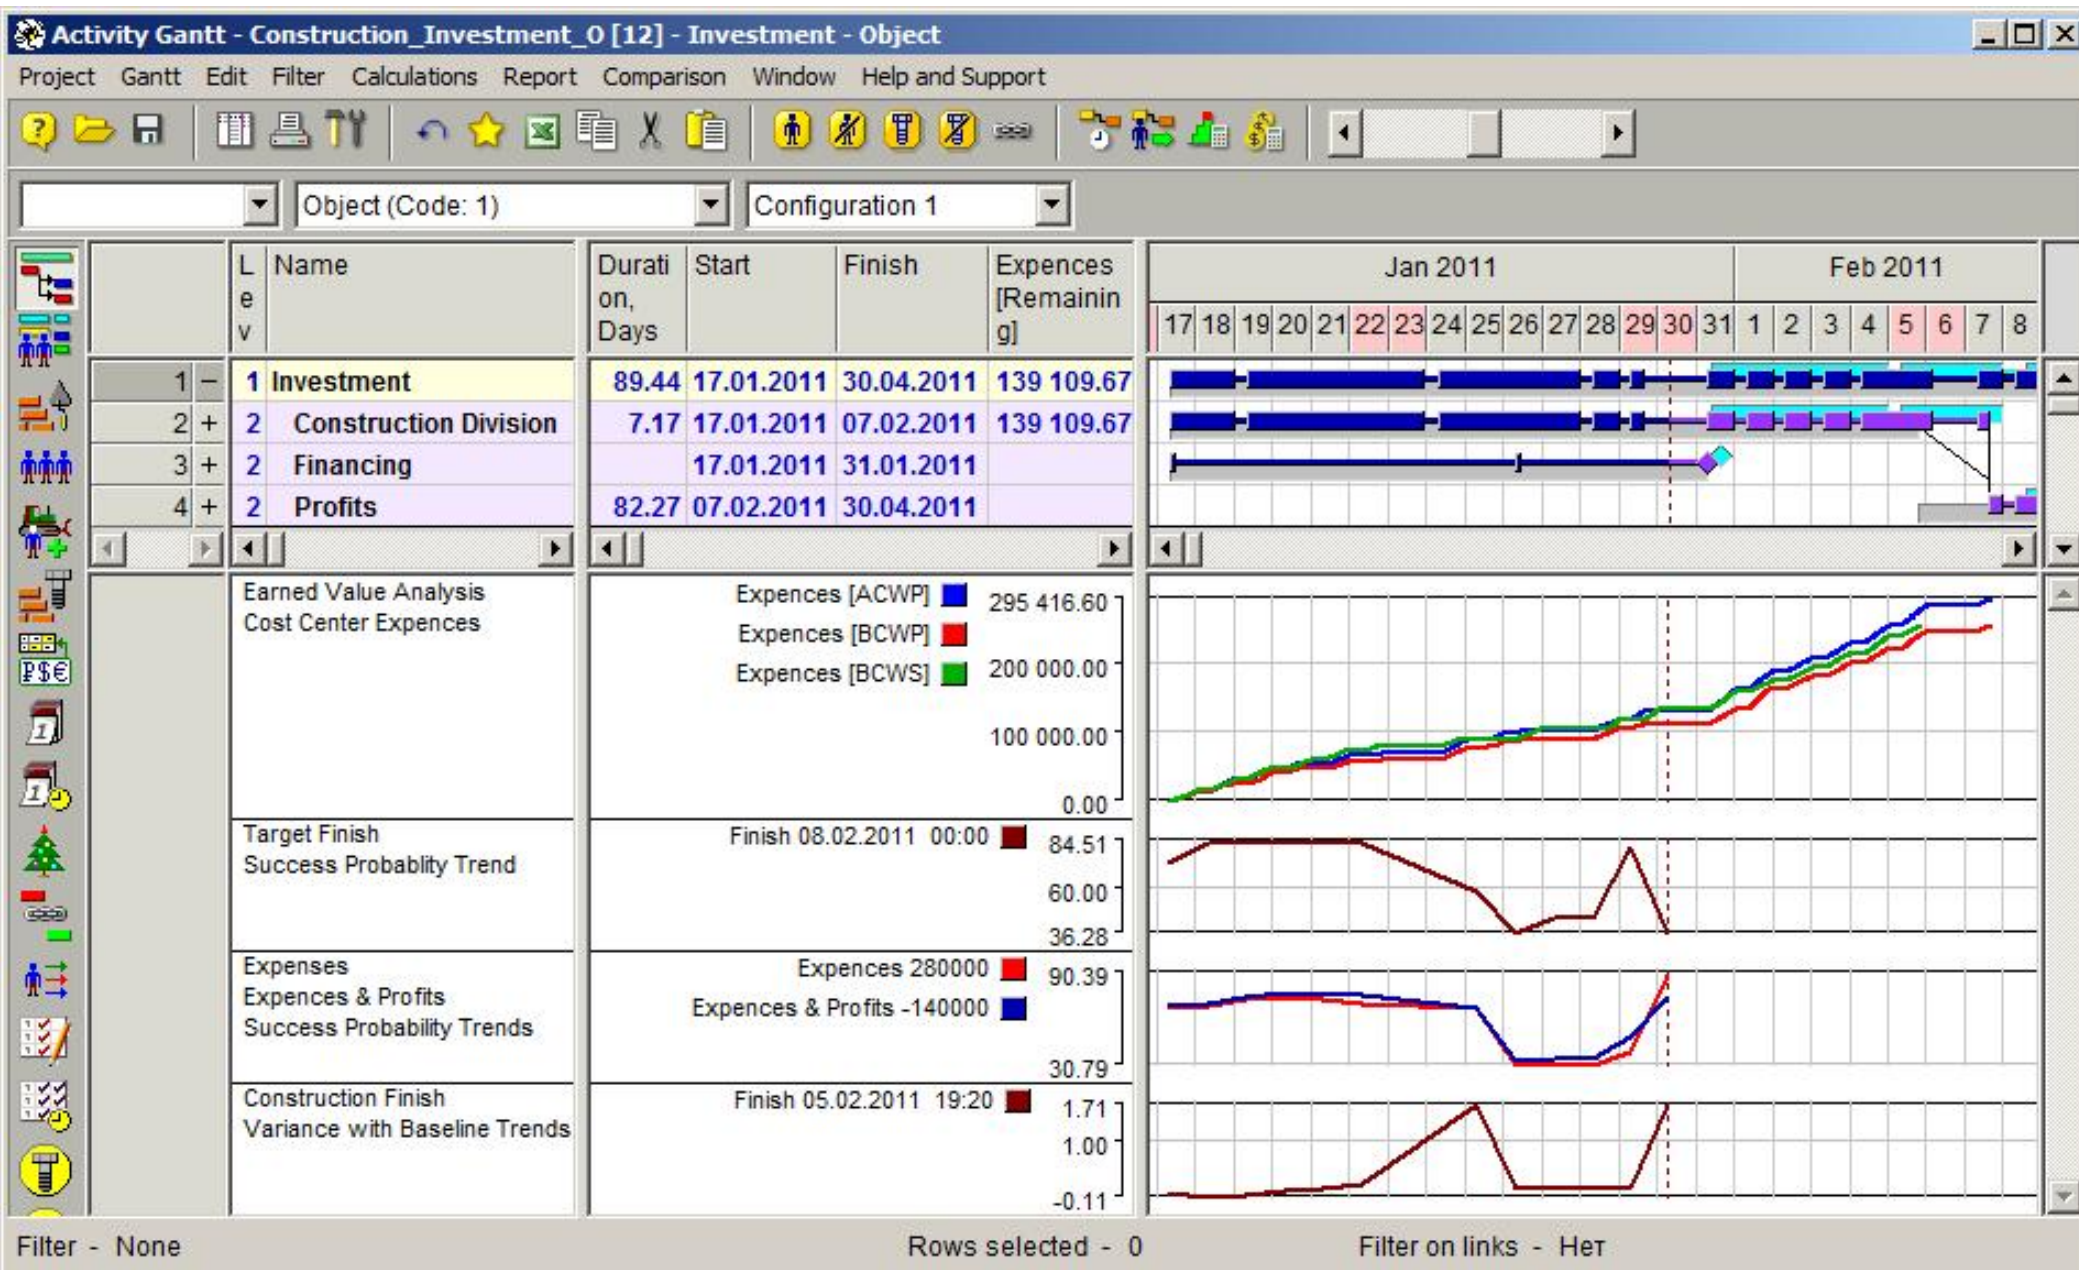 Activity Gantt - Construction_Investment_O [12] - Investment - Object
Project Gantt Edit Filter Calculations Report Comparison Window Help and Support
Object (Code: 1) Configuration 1
Lev Name Durati on, Days Start Finish Expences [Remainin g] Jan 2011 Feb 2011
17 18 19 20 21 22 23 24 25 26 27 28 29 30 31 1 2 3 4 5 6 7 8
1 − 1 Investment 89.44 17.01.2011 30.04.2011 139 109.67
2 + 2 Construction Division 7.17 17.01.2011 07.02.2011 139 109.67
3 + 2 Financing 17.01.2011 31.01.2011
4 + 2 Profits 82.27 07.02.2011 30.04.2011
Earned Value Analysis Expences [ACWP] 295 416.60
Cost Center Expences Expences [BCWP]
Expences [BCWS] 200 000.00
100 000.00
0.00
Target Finish Finish 08.02.2011 00:00 84.51
Success Probablity Trend
60.00
36.28
Expenses Expences 280000 90.39
Expences & Profits Expences & Profits -140000
Success Probability Trends
30.79
Construction Finish Finish 05.02.2011 19:20 1.71
Variance with Baseline Trends 1.00
-0.11
P$€
1
1
Filter - None Rows selected - 0 Filter on links - Нет